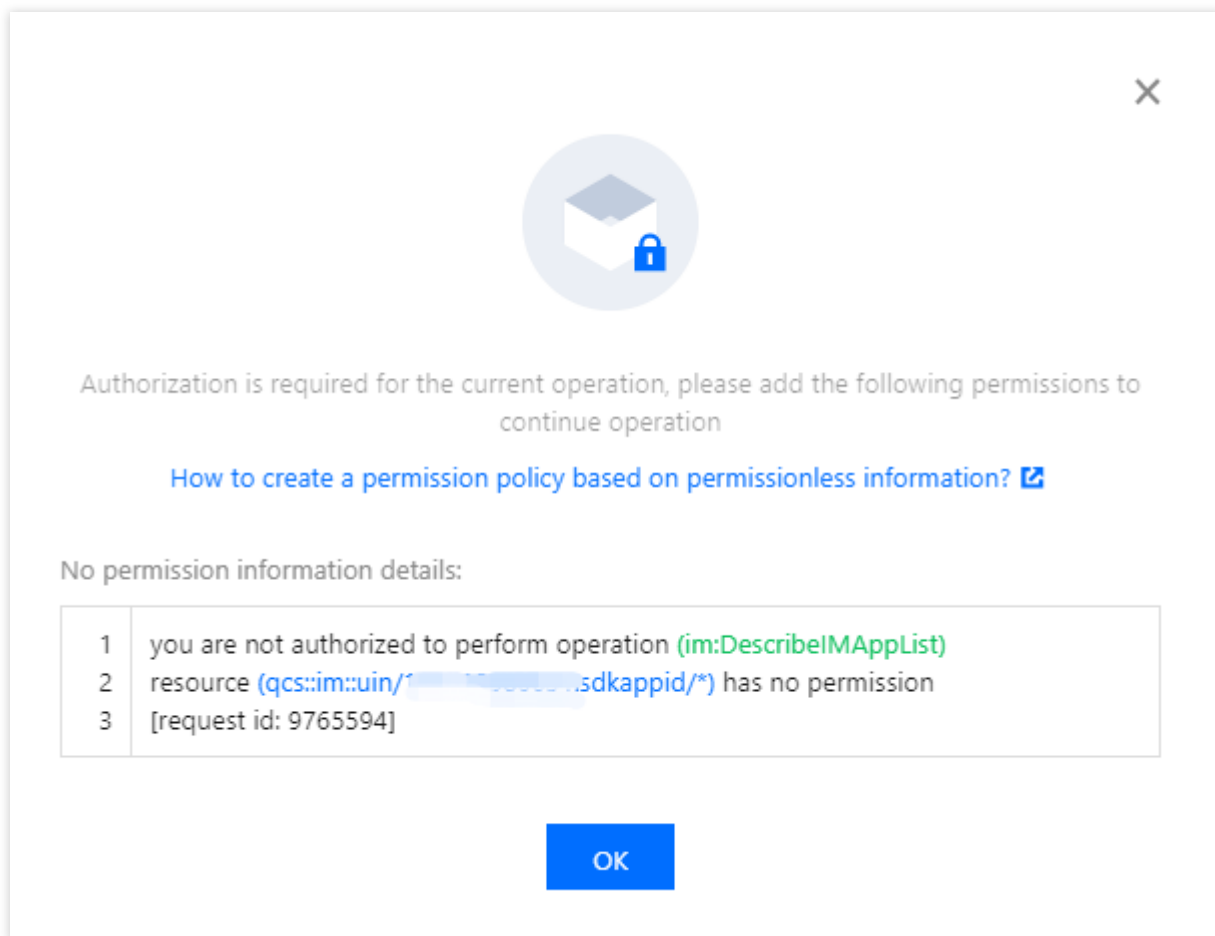 Authorization is required for the current operation, please add the following permissions to
continue operation
How to create a permission policy based on permissionless information?
No permission information details:
1 you are not authorized to perform operation (im:DescribeIMAppList)
2 resource (qcs::im::uin/ sdkappid/*) has no permission
3 [request id: 9765594]
OK